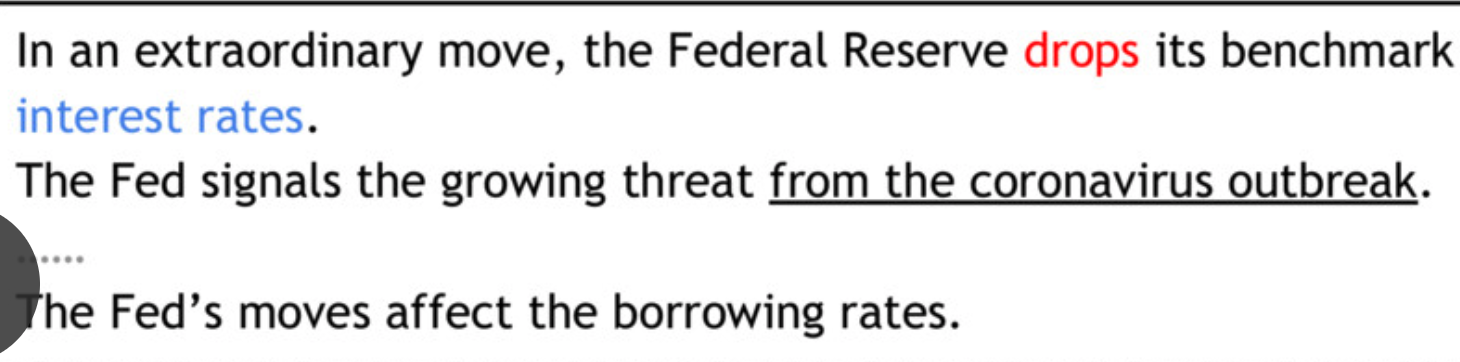 In an extraordinary move, the Federal Reserve drops its benchmark
interest rates.
The Fed signals the growing threat from the coronavirus outbreak.
......
The Fed’s moves affect the borrowing rates.